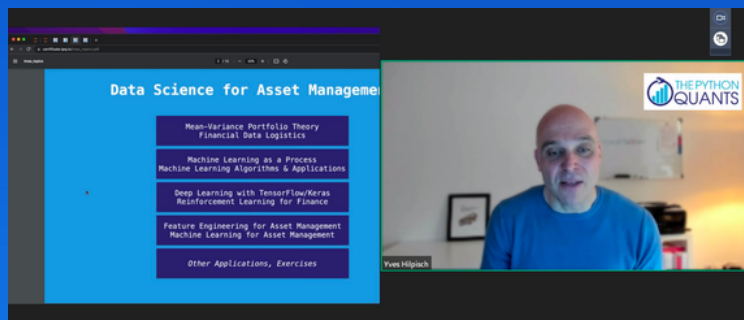 mvaa_topics
Data Science for Asset Managemen
Mean-Variance Portfolio Theory
Financial Data Logistics
Machine Learning as a Process
Machine Learning Algorithms & Applications
Deep Learning with TensorFlow/Keras
Reinforcement Learning for Finance
Feature Engineering for Asset Management
Machine Learning for Asset Management
Other Applications, Exercises
THE PYTHON
QUANTS
Yves Hilpisch